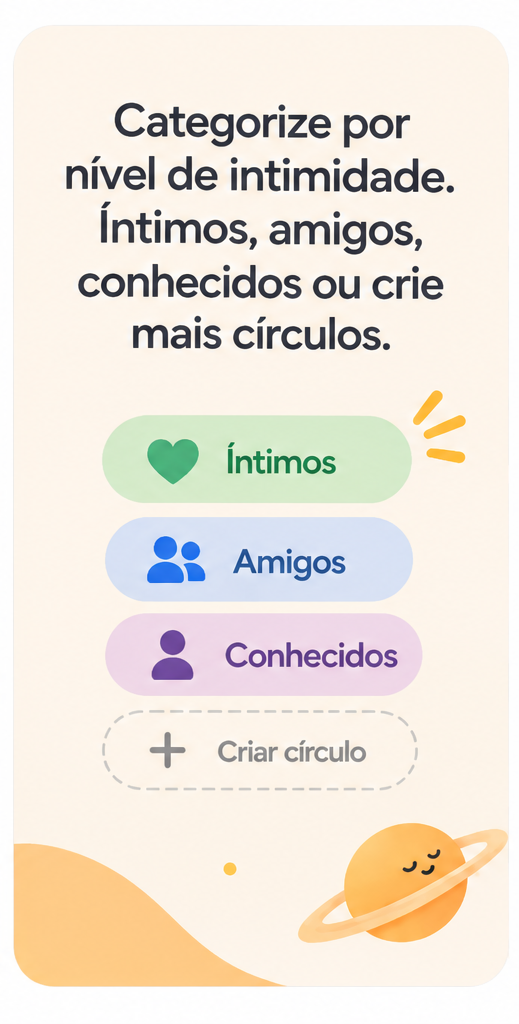 Categorize por
nível de intimidade.
Íntimos, amigos,
conhecidos ou crie
mais círculos.
Íntimos
Amigos
Conhecidos
Criar círculo